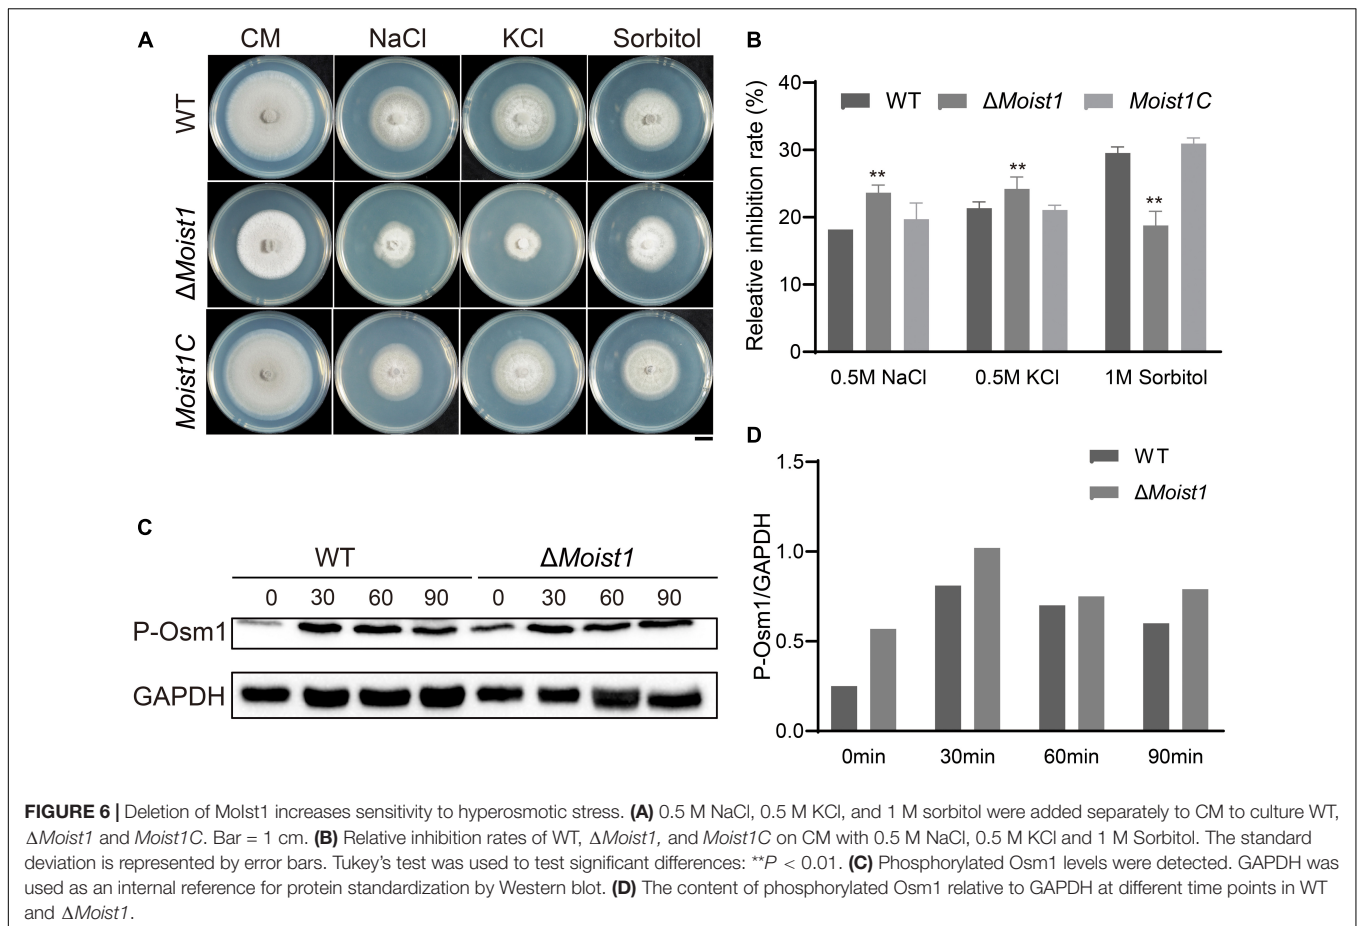 A
CM NaCl KCl Sorbitol
WT
ΔMoist1
Moist1C
B
Releative inhibition rate (%)
40
30
20
10
0
WT ΔMoist1 Moist1C
** ** **
0.5M NaCl 0.5M KCl 1M Sorbitol
C
WT ΔMoist1
0 30 60 90 0 30 60 90
P-Osm1
GAPDH
D
P-Osm1/GAPDH
1.5
1.0
0.5
0.0
WT
ΔMoist1
0min 30min 60min 90min
FIGURE 6 | Deletion of MoIst1 increases sensitivity to hyperosmotic stress. (A) 0.5 M NaCl, 0.5 M KCl, and 1 M sorbitol were added separately to CM to culture WT,
ΔMoist1 and Moist1C. Bar = 1 cm. (B) Relative inhibition rates of WT, ΔMoist1, and Moist1C on CM with 0.5 M NaCl, 0.5 M KCl and 1 M Sorbitol. The standard
deviation is represented by error bars. Tukey's test was used to test significant differences: **P < 0.01. (C) Phosphorylated Osm1 levels were detected. GAPDH was
used as an internal reference for protein standardization by Western blot. (D) The content of phosphorylated Osm1 relative to GAPDH at different time points in WT
and ΔMoist1.